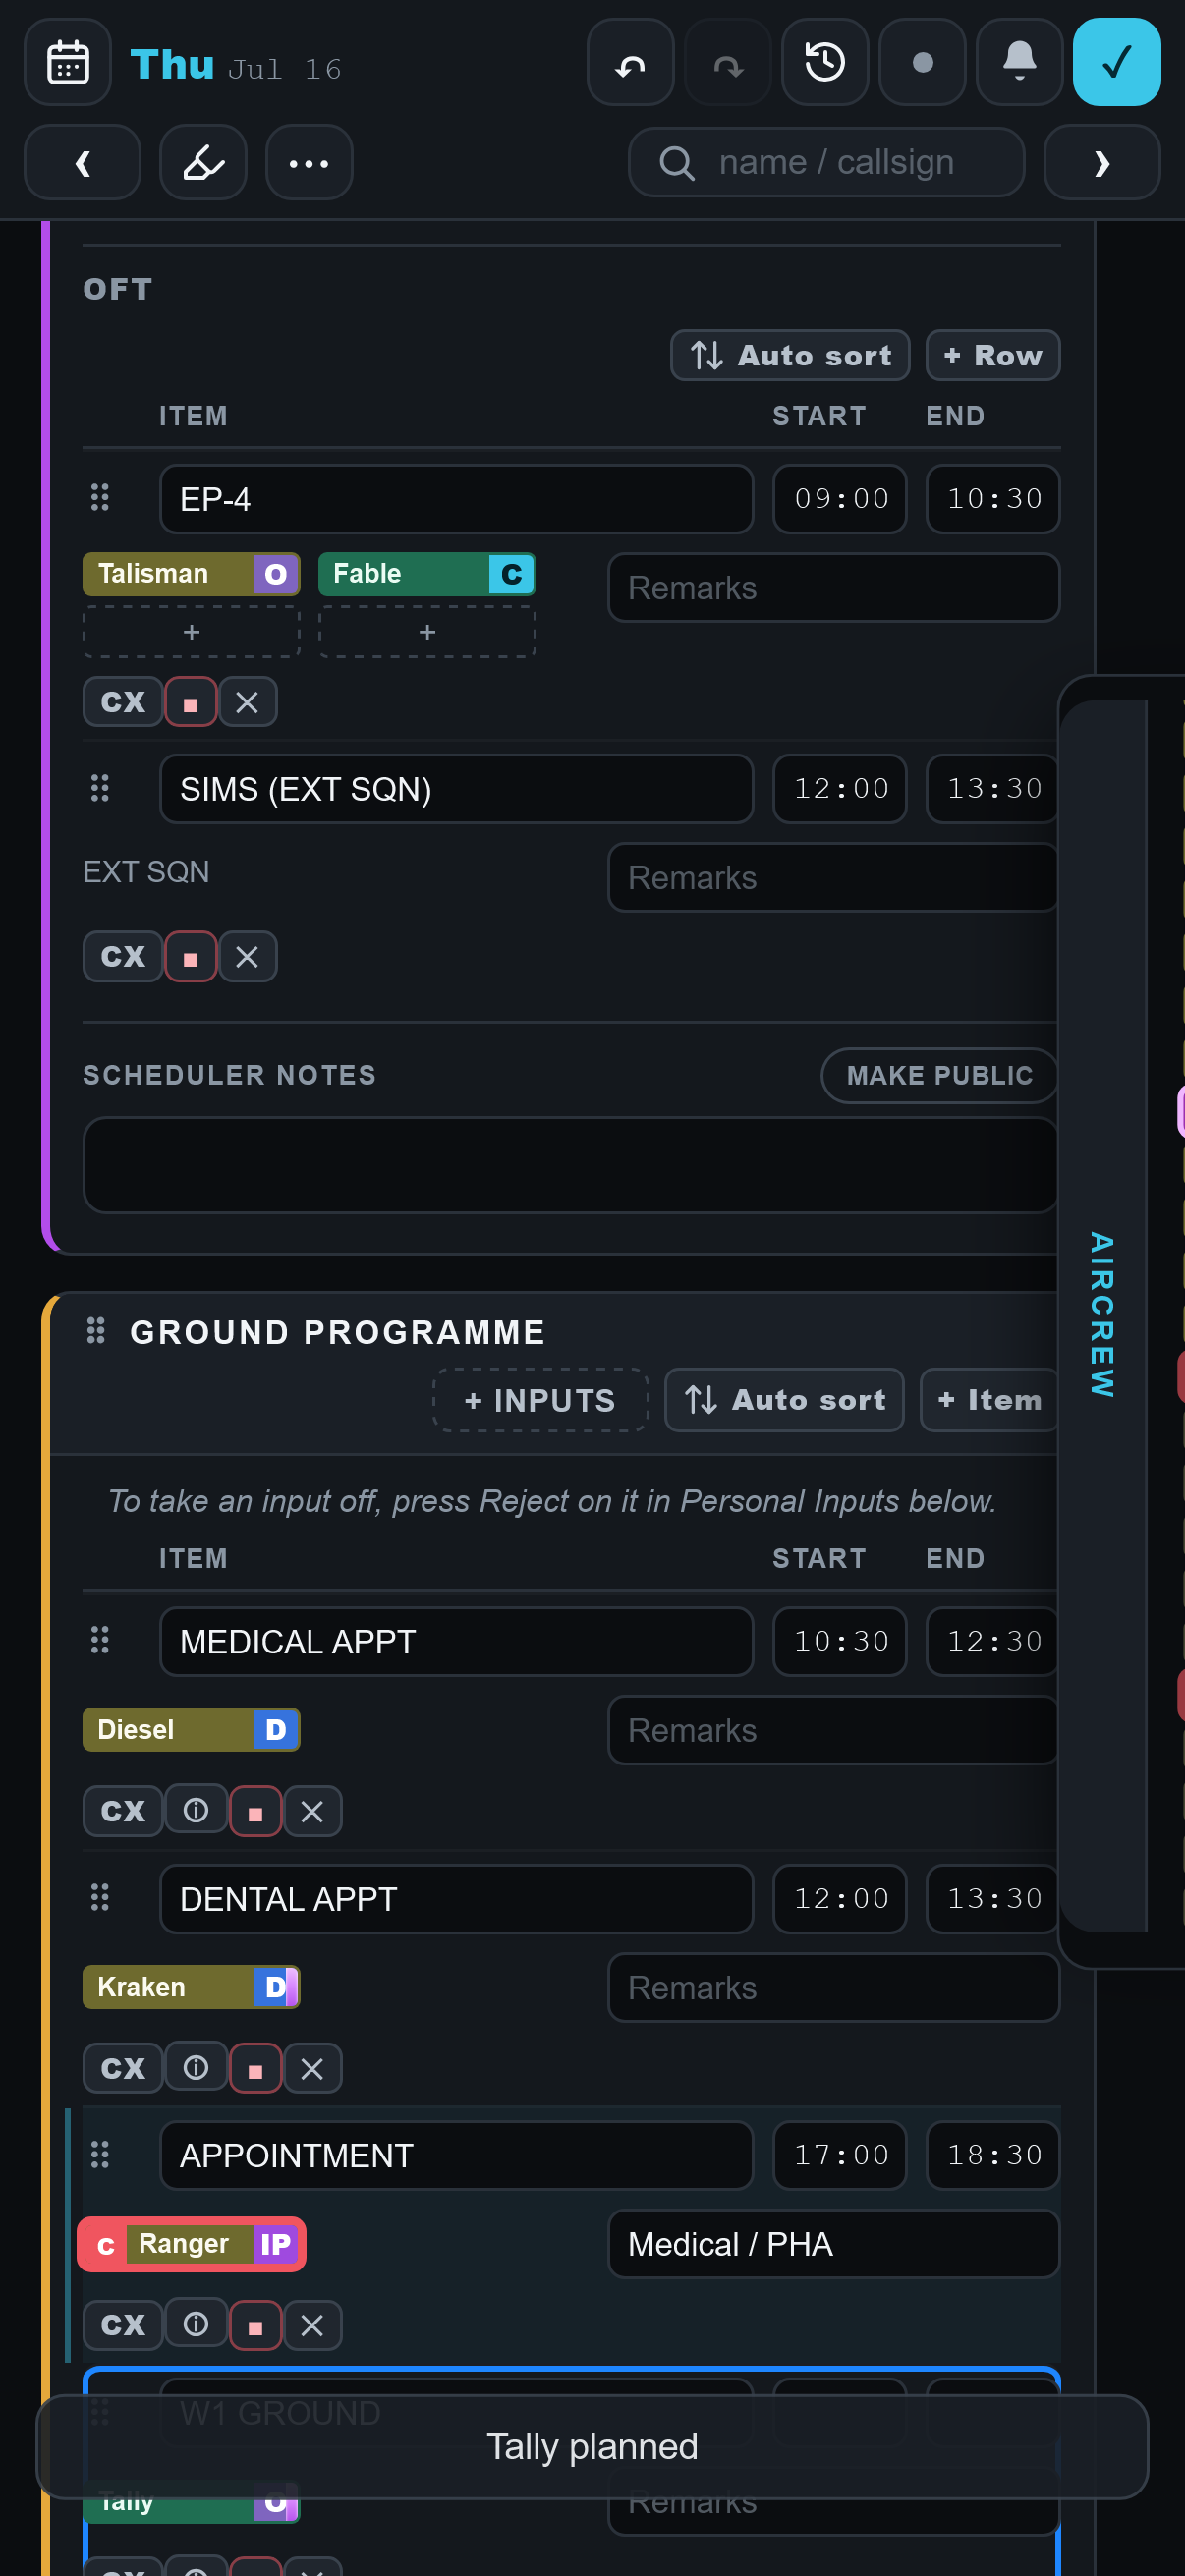 Thu Jul 16
name / callsign
OFT
Auto sort + Row
ITEM START END
EP-4 09:00 10:30
Talisman O Fable C Remarks
+ +
CX
SIMS (EXT SQN) 12:00 13:30
EXT SQN Remarks
CX
SCHEDULER NOTES MAKE PUBLIC
AIRCREW
GROUND PROGRAMME
+ INPUTS Auto sort + Item
To take an input off, press Reject on it in Personal Inputs below.
ITEM START END
MEDICAL APPT 10:30 12:30
Diesel D Remarks
CX
DENTAL APPT 12:00 13:30
Kraken D Remarks
CX
APPOINTMENT 17:00 18:30
c Ranger IP Medical / PHA
CX
W1 GROUND
Tally planned
Tally Remarks
CX